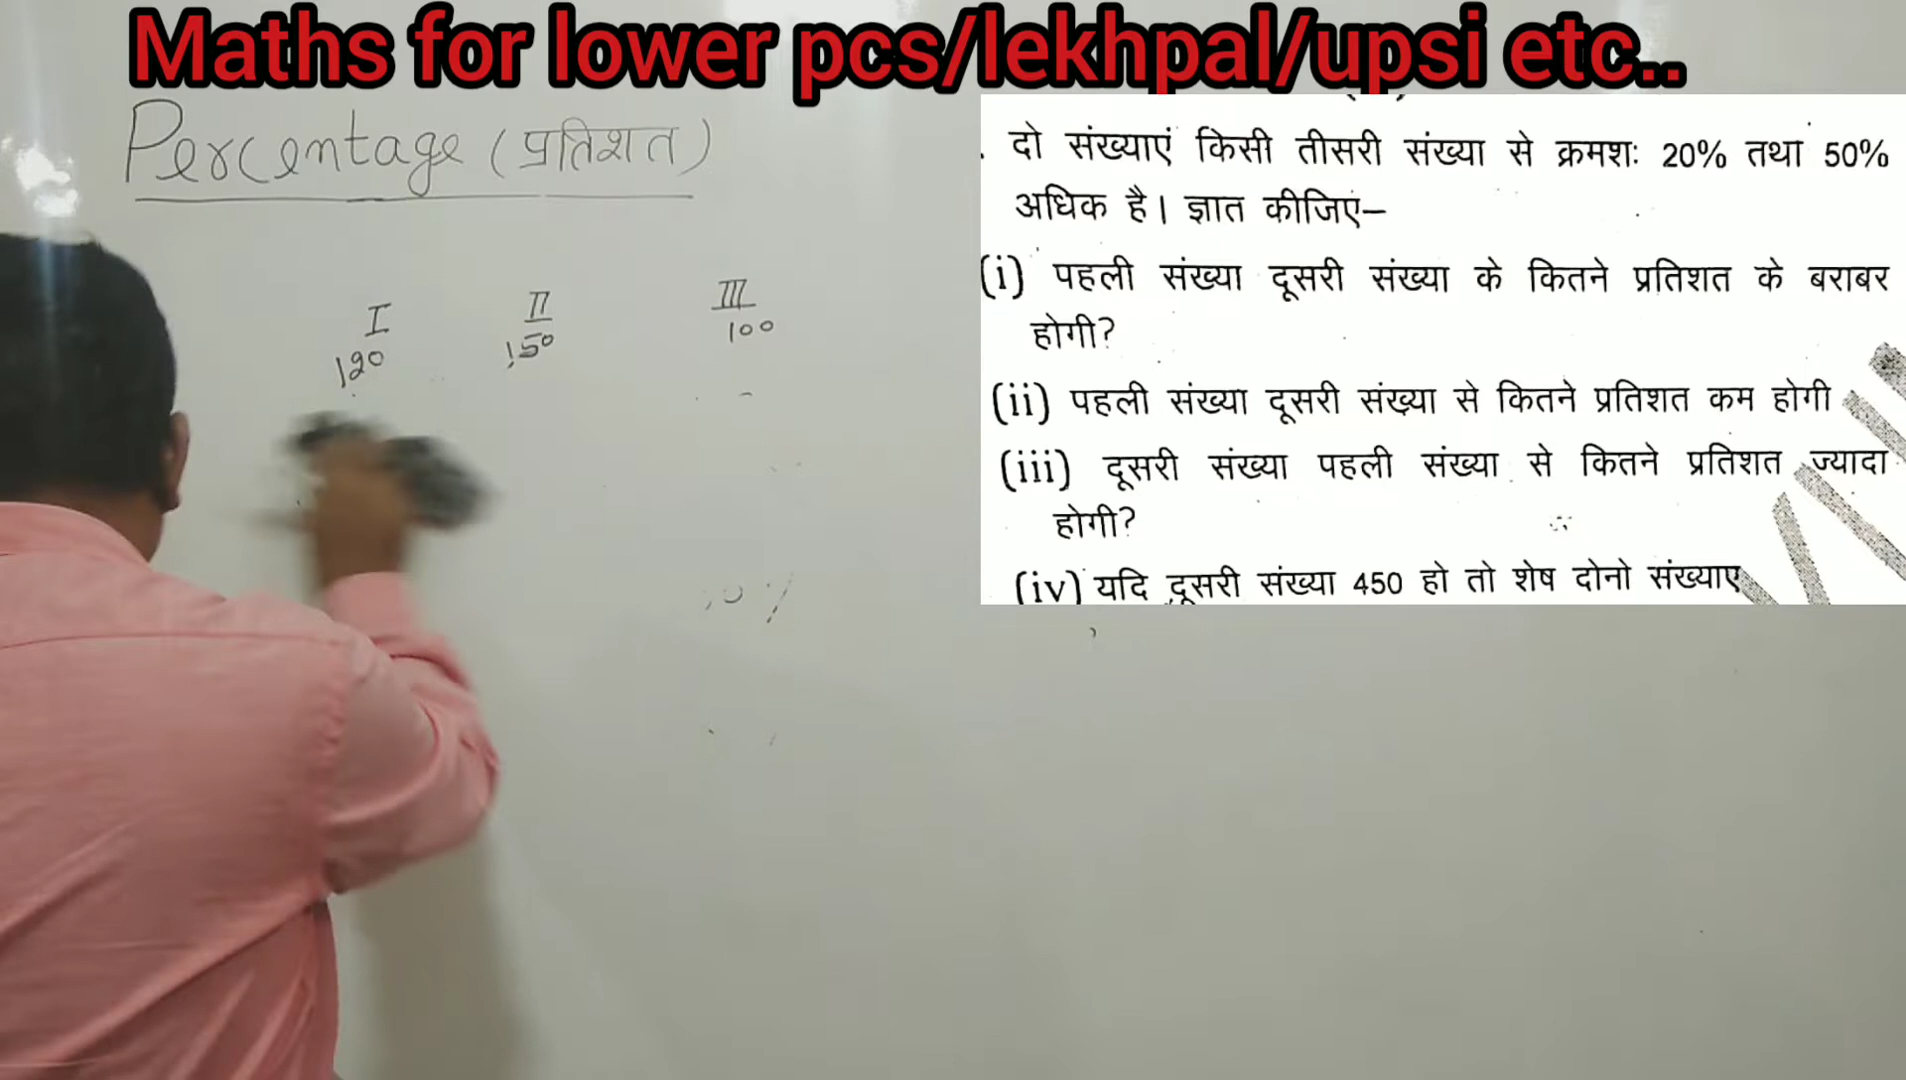 Maths for lower pcs/lekhpal/upsi etc..
Percentage (प्रतिशत)
I II III
120 150 100
दो संख्याएं किसी तीसरी संख्या से क्रमशः 20% तथा 50%
अधिक है। ज्ञात कीजिए–
(i) पहली संख्या दूसरी संख्या के कितने प्रतिशत के बराबर
होगी?
(ii) पहली संख्या दूसरी संख्या से कितने प्रतिशत कम होगी
(iii) दूसरी संख्या पहली संख्या से कितने प्रतिशत ज्यादा
होगी?
(iv) यदि दूसरी संख्या 450 हो तो शेष दोनो संख्याए